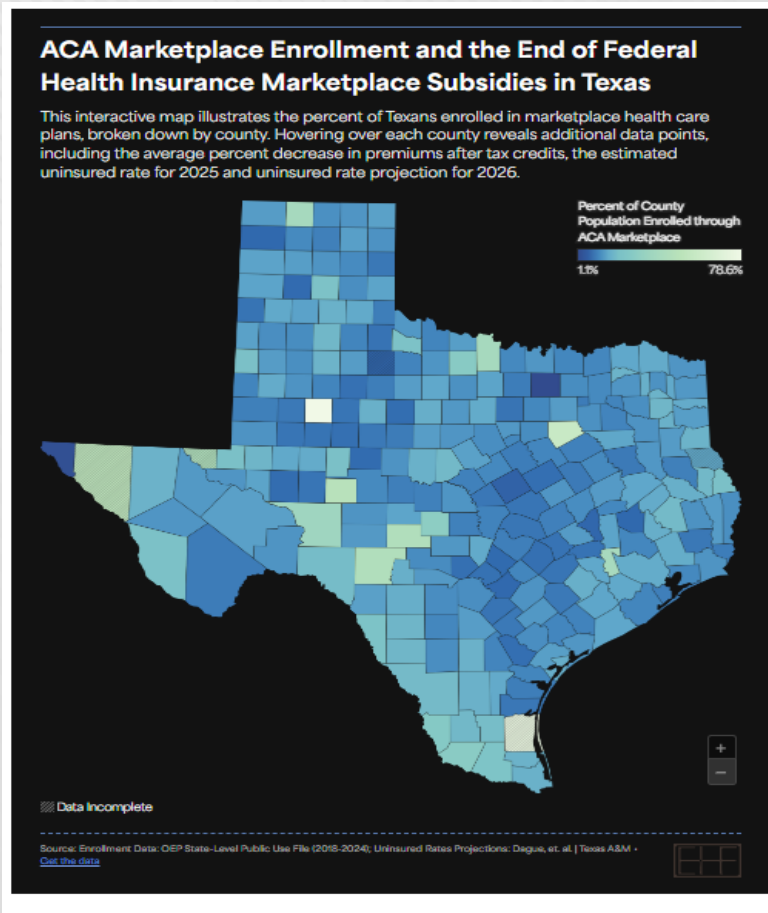 ACA Marketplace Enrollment and the End of Federal
Health Insurance Marketplace Subsidies in Texas
This interactive map illustrates the percent of Texans enrolled in marketplace health care
plans, broken down by county. Hovering over each county reveals additional data points,
including the average percent decrease in premiums after tax credits, the estimated
uninsured rate for 2025 and uninsured rate projection for 2026.
Percent of County
Population Enrolled through
ACA Marketplace
1.1%
78.6%
+
−
Data Incomplete
Source: Enrollment Data: OEP State-Level Public Use File (2018-2024); Uninsured Rates Projections: Dague, et. al. | Texas A&M •
Get the data